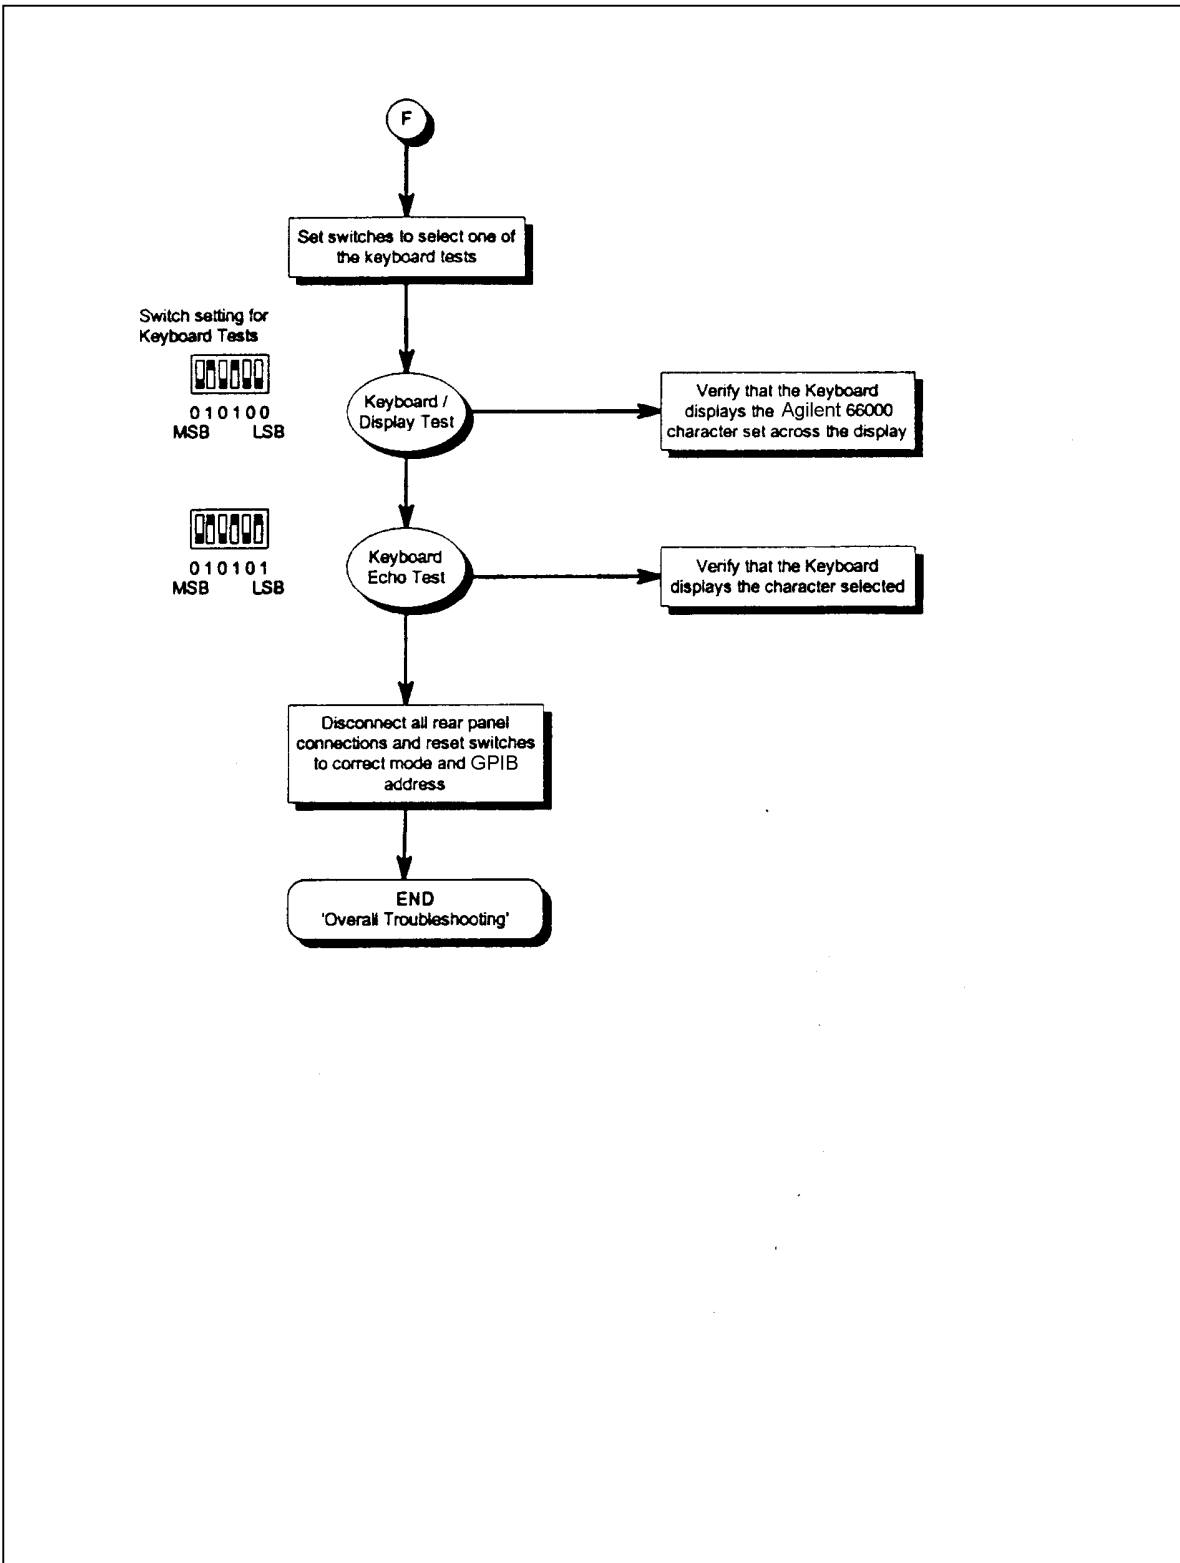 F
Set switches to select one of
the keyboard tests
Switch setting for
Keyboard Tests
0 1 0 1 0 0
MSB LSB
Keyboard /
Display Test
Verify that the Keyboard
displays the Agilent 66000
character set across the display
0 1 0 1 0 1
MSB LSB
Keyboard
Echo Test
Verify that the Keyboard
displays the character selected
Disconnect all rear panel
connections and reset switches
to correct mode and GPIB
address
END
'Overall Troubleshooting'